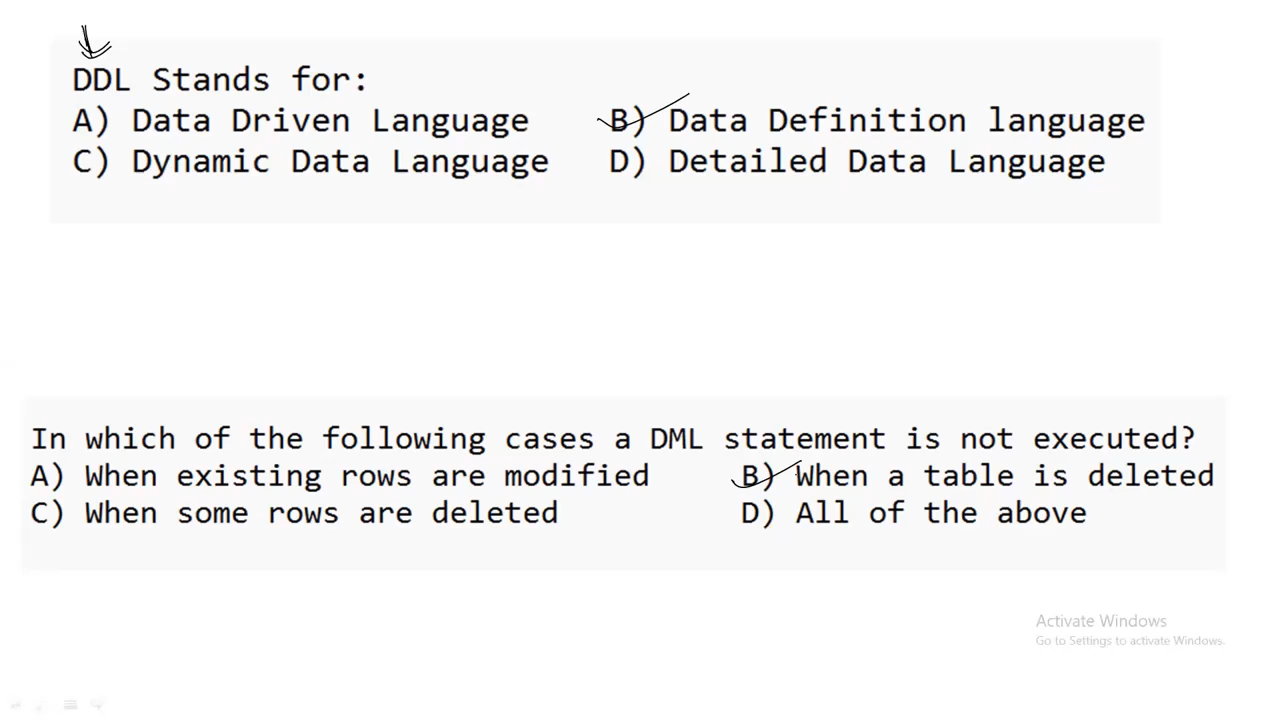 DDL Stands for:
A) Data Driven Language B) Data Definition language
C) Dynamic Data Language D) Detailed Data Language
In which of the following cases a DML statement is not executed?
A) When existing rows are modified B) When a table is deleted
C) When some rows are deleted D) All of the above
Activate Windows
Go to Settings to activate Windows.